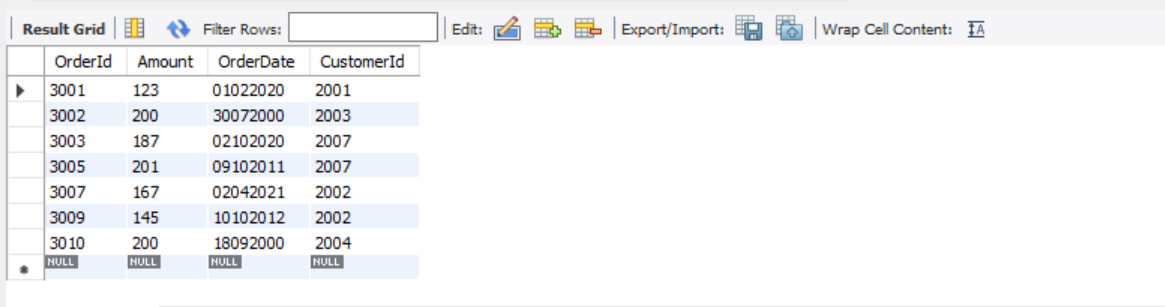 Result Grid Filter Rows: Edit: Export/Import: Wrap Cell Content: IA
OrderId Amount OrderDate CustomerId
3001 123 01022020 2001
3002 200 30072000 2003
3003 187 02102020 2007
3005 201 09102011 2007
3007 167 02042021 2002
3009 145 10102012 2002
3010 200 18092000 2004
NULL NULL NULL NULL